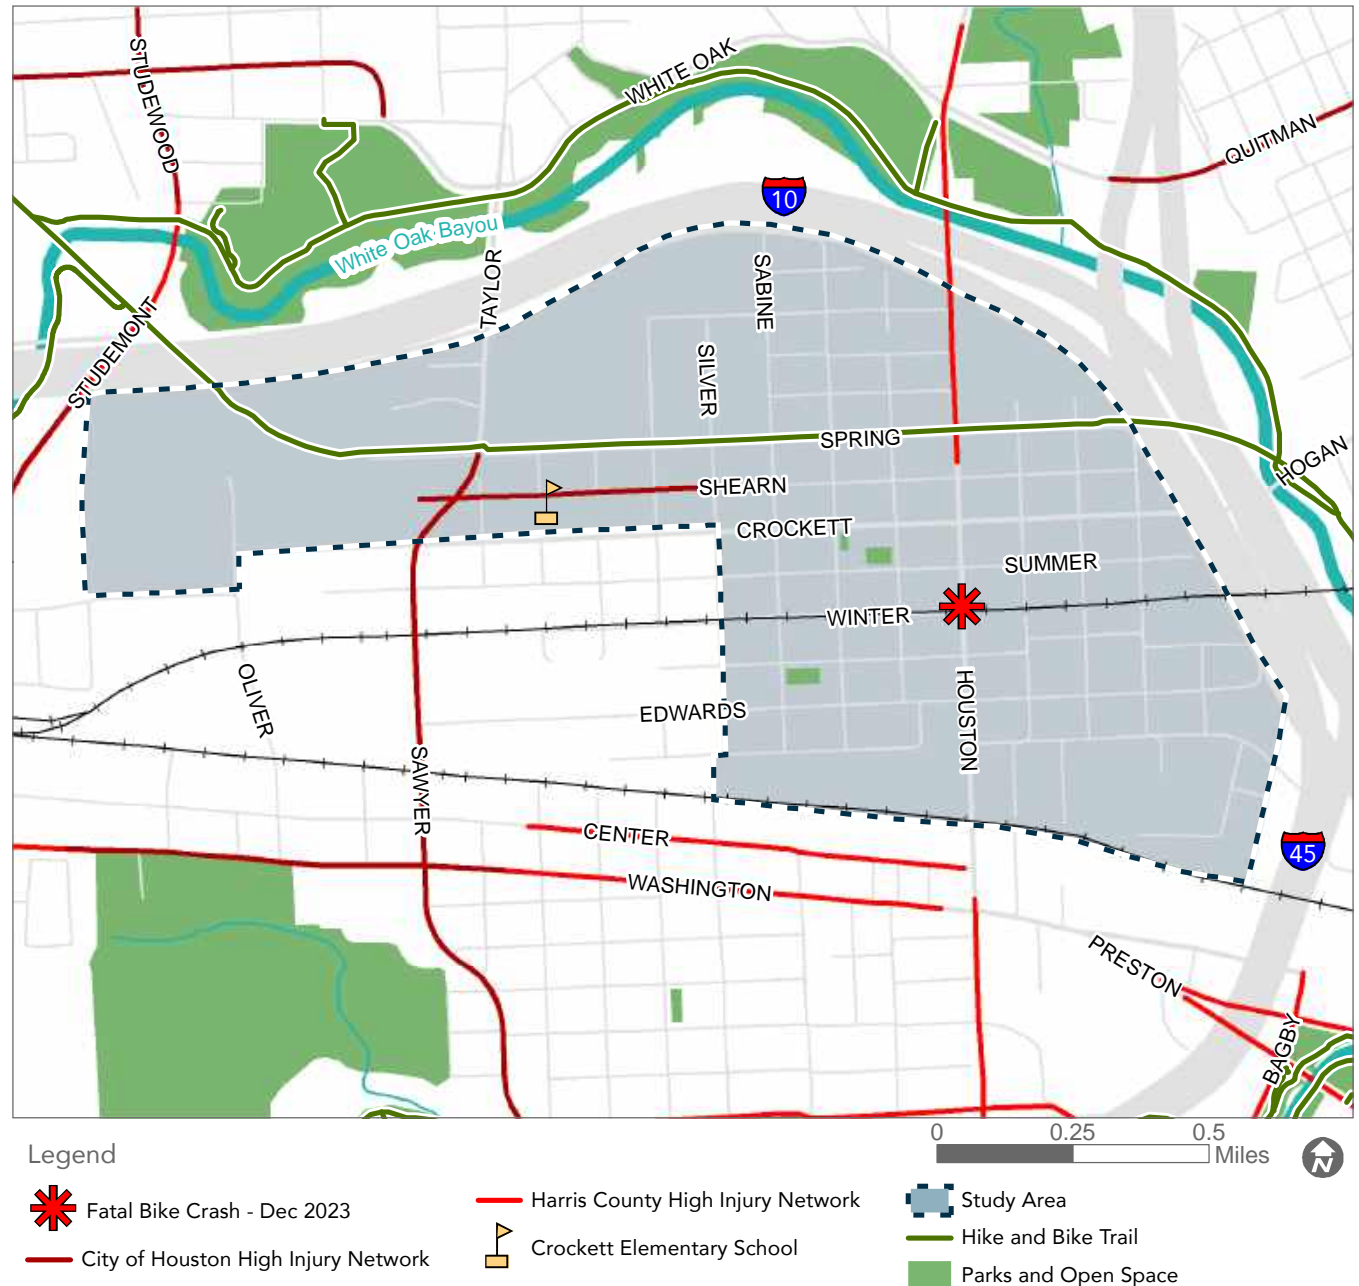 STUDEWOOD
WHITE OAK
QUITMAN
10
White Oak Bayou
TAYLOR
SABINE
STUDEMONT
SILVER
SPRING
HOGAN
SHEARN
CROCKETT
SUMMER
WINTER
OLIVER
HOUSTON
EDWARDS
SAWYER
CENTER
45
WASHINGTON
PRESTON
BAGBY
0 0.25 0.5
Miles
N
Legend
Fatal Bike Crash - Dec 2023
City of Houston High Injury Network
Harris County High Injury Network
Crockett Elementary School
Study Area
Hike and Bike Trail
Parks and Open Space